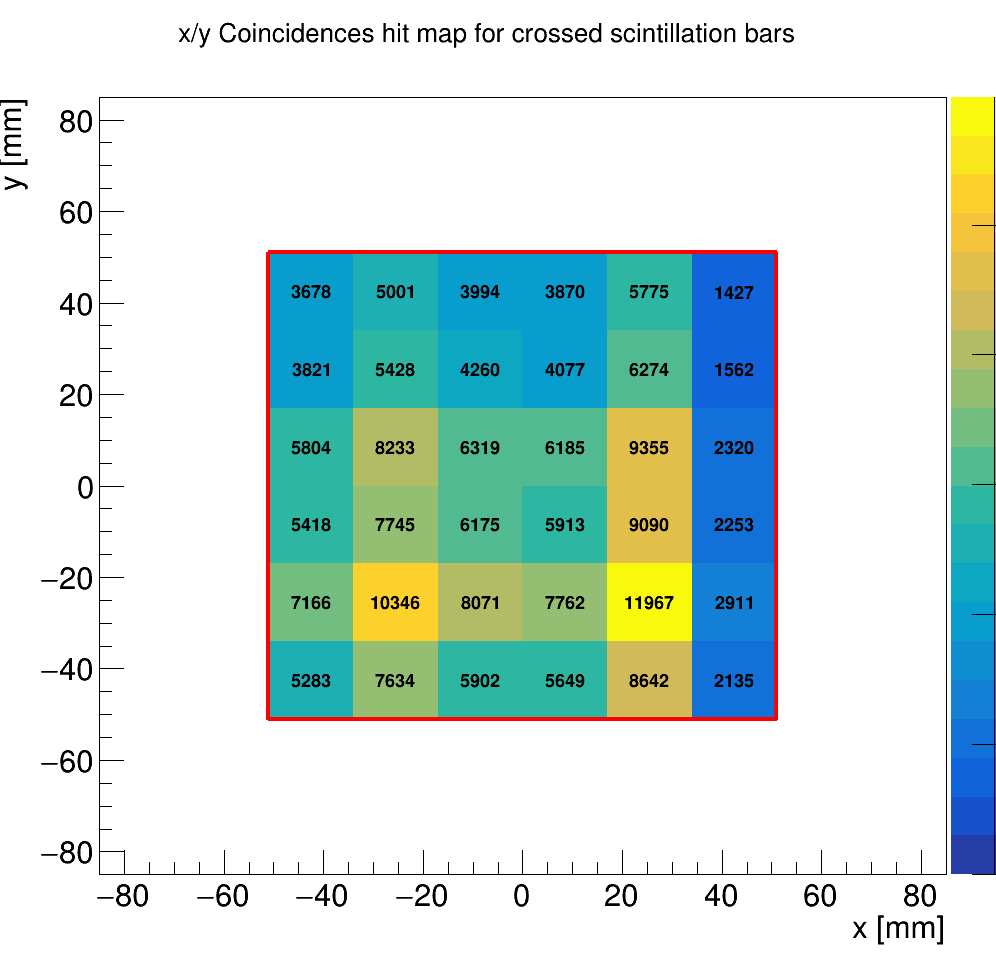 x/y Coincidences hit map for crossed scintillation bars
y [mm]
80
60
40
20
0
−20
−40
−60
−80
3678 5001 3994 3870 5775 1427
3821 5428 4260 4077 6274 1562
5804 8233 6319 6185 9355 2320
5418 7745 6175 5913 9090 2253
7166 10346 8071 7762 11967 2911
5283 7634 5902 5649 8642 2135
−80 −60 −40 −20 0 20 40 60 80
x [mm]